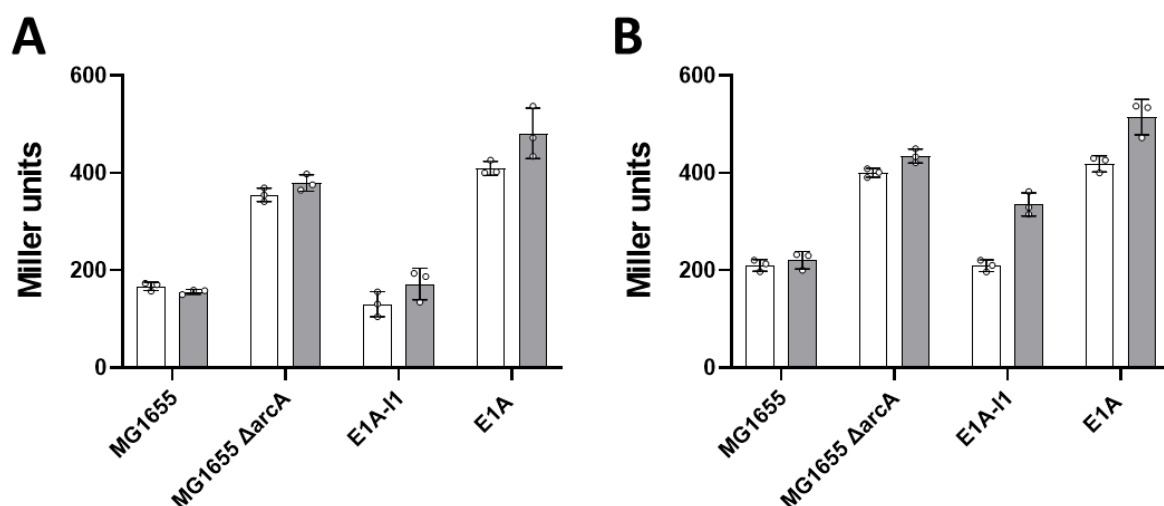 A
Miller units
600
400
200
0
MG1655
MG1655 ΔarcA
E1A-I1
E1A
B
Miller units
600
400
200
0
MG1655
MG1655 ΔarcA
E1A-I1
E1A